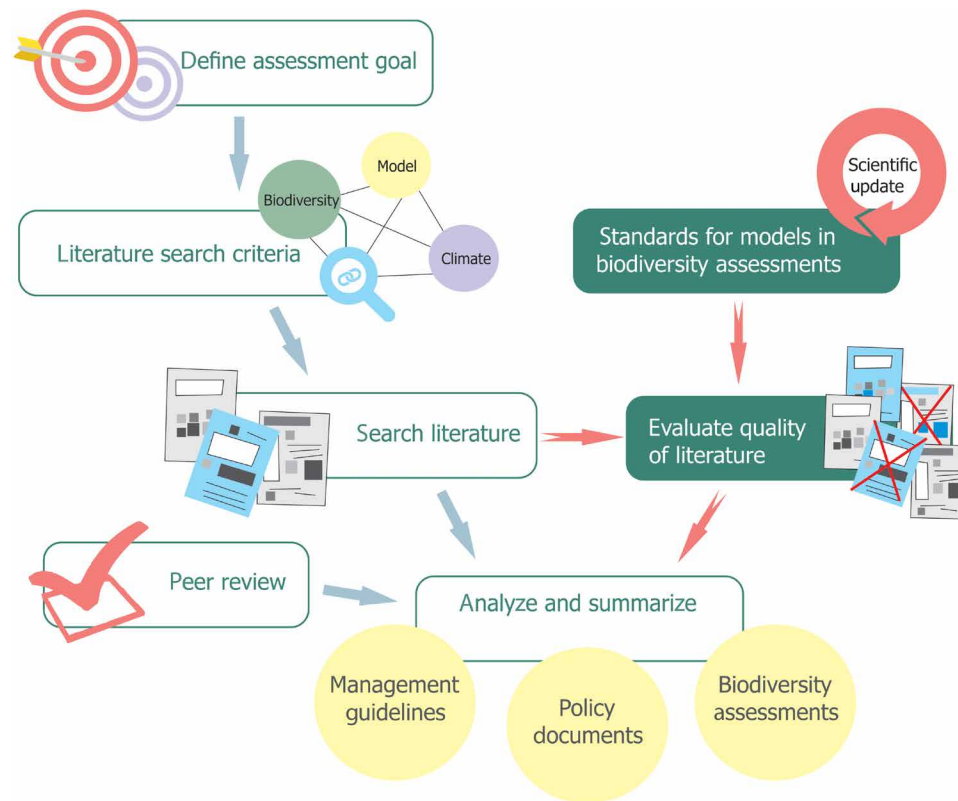 Define assessment goal
Model
Biodiversity
Climate
Literature search criteria
Scientific
update
Standards for models in
biodiversity assessments
Search literature
Evaluate quality
of literature
Peer review
Analyze and summarize
Management
guidelines
Policy
documents
Biodiversity
assessments